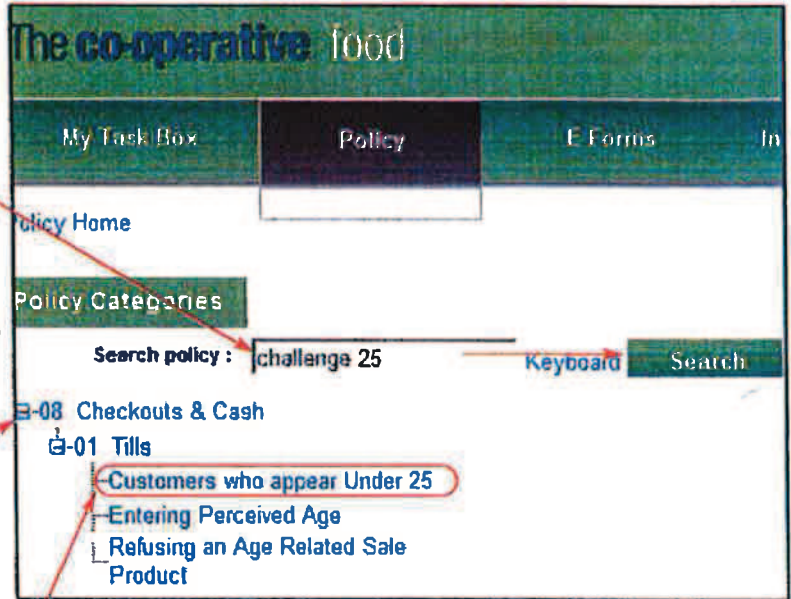 The co-operative food
My Task Box
Policy
E Forms
In
Policy Home
Policy Categories
Search policy : challenge 25 Keyboard Search
08 Checkouts & Cash
01 Tills
Customers who appear Under 25
Entering Perceived Age
Refusing an Age Related Sale
Product